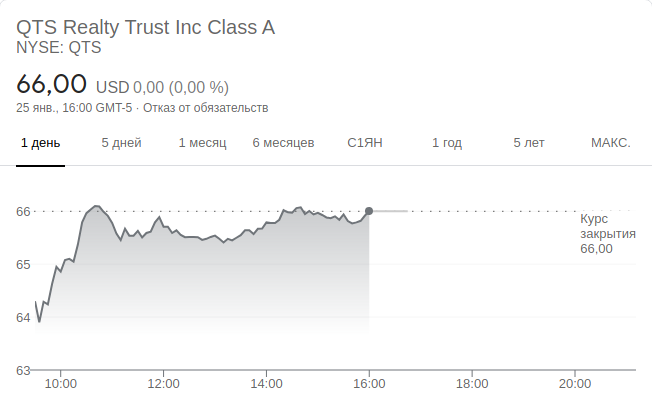 QTS Realty Trust Inc Class A
NYSE: QTS
66,00 USD 0,00 (0,00 %)
25 янв., 16:00 GMT-5 · Отказ от обязательств
1 день 5 дней 1 месяц 6 месяцев С1ЯН 1 год 5 лет МАКС.
66
Курс
закрытия
66,00
65
64
63
10:00 12:00 14:00 16:00 18:00 20:00